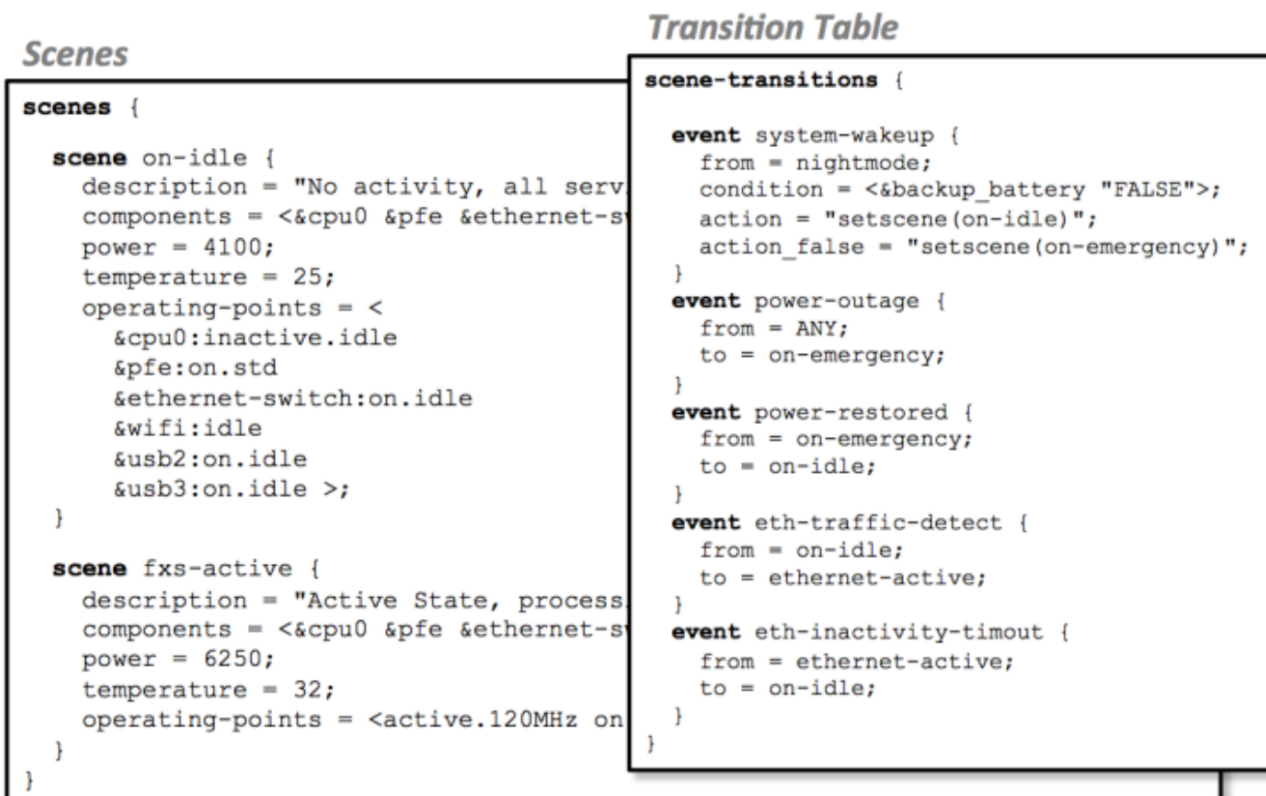 Scenes
scenes {
scene on-idle {
description = "No activity, all serv
components = <&cpu0 &pfe &ethernet-s
power = 4100;
temperature = 25;
operating-points = <
&cpu0:inactive.idle
&pfe:on.std
&ethernet-switch:on.idle
&wifi:idle
&usb2:on.idle
&usb3:on.idle >;
}
scene fxs-active {
description = "Active State, process
components = <&cpu0 &pfe &ethernet-s
power = 6250;
temperature = 32;
operating-points = <active.120MHz on
}
}
Transition Table
scene-transitions {
event system-wakeup {
from = nightmode;
condition = <&backup_battery "FALSE">;
action = "setscene(on-idle)";
action_false = "setscene(on-emergency)";
}
event power-outage {
from = ANY;
to = on-emergency;
}
event power-restored {
from = on-emergency;
to = on-idle;
}
event eth-traffic-detect {
from = on-idle;
to = ethernet-active;
}
event eth-inactivity-timout {
from = ethernet-active;
to = on-idle;
}
}